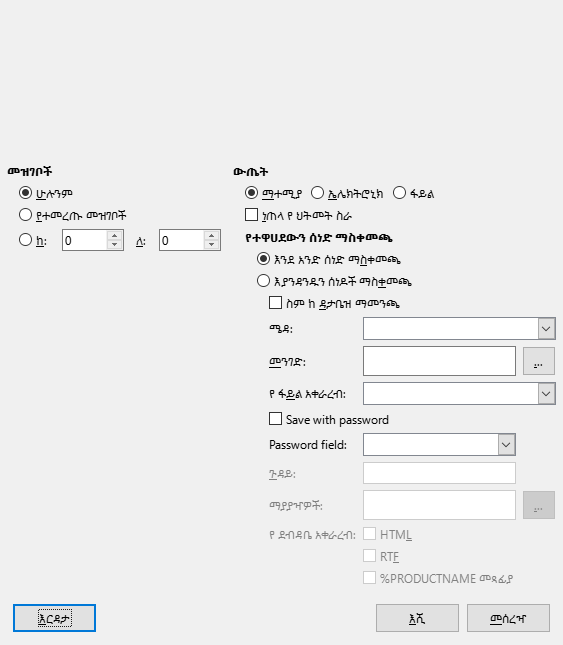 መዝገቦች
ሁሉንም
የተመረጡ መዝገቦች
ከ: 0 ለ: 0
ውጤት
ማተሚያ ኤሌክትሮኒክ ፋይል
ነጠላ የ ህትመት ስራ
የተዋሀደውን ሰነድ ማስቀመጫ
እንደ አንድ ሰነድ ማስቀመጫ
እያንዳንዱን ሰነዶች ማስቀመጫ
ስም ከ ዳታቤዝ ማመንጫ
ሜዳ:
መንገድ: ...
የ ፋይል አቀራረብ:
Save with password
Password field:
ጉዳይ:
ማያያዣዎች: ...
የ ደብዳቤ አቀራረብ: HTML
RTF
%PRODUCTNAME መጻፊያ
እርዳታ እሺ መሰረዣ